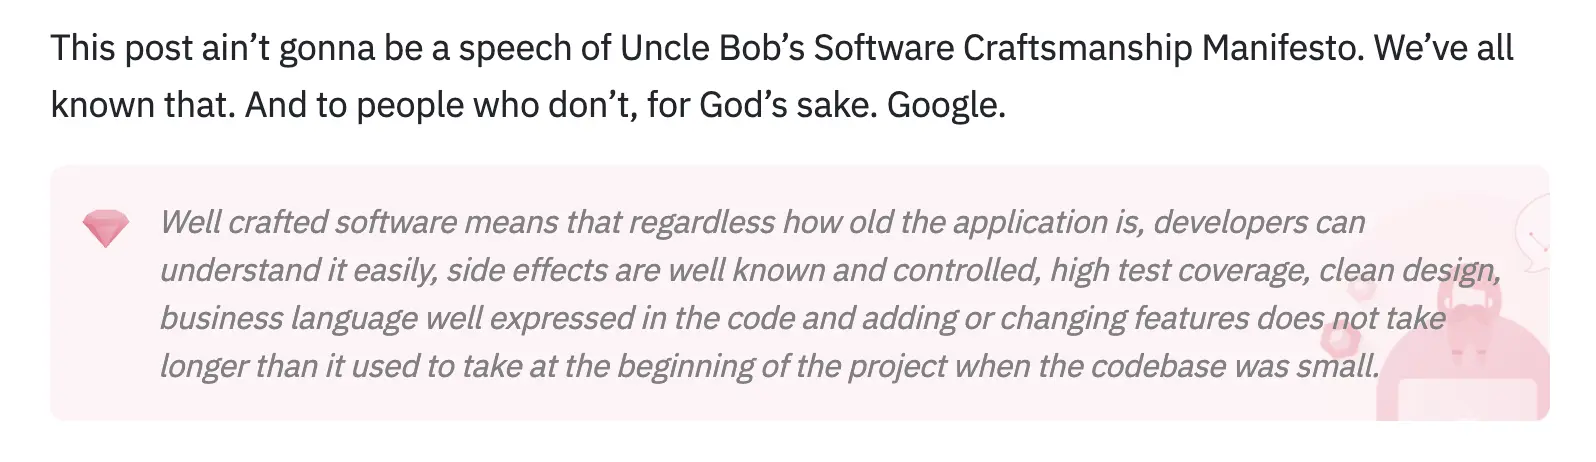 This post ain’t gonna be a speech of Uncle Bob’s Software Craftsmanship Manifesto. We’ve all
known that. And to people who don’t, for God’s sake. Google.
Well crafted software means that regardless how old the application is, developers can
understand it easily, side effects are well known and controlled, high test coverage, clean design,
business language well expressed in the code and adding or changing features does not take
longer than it used to take at the beginning of the project when the codebase was small.